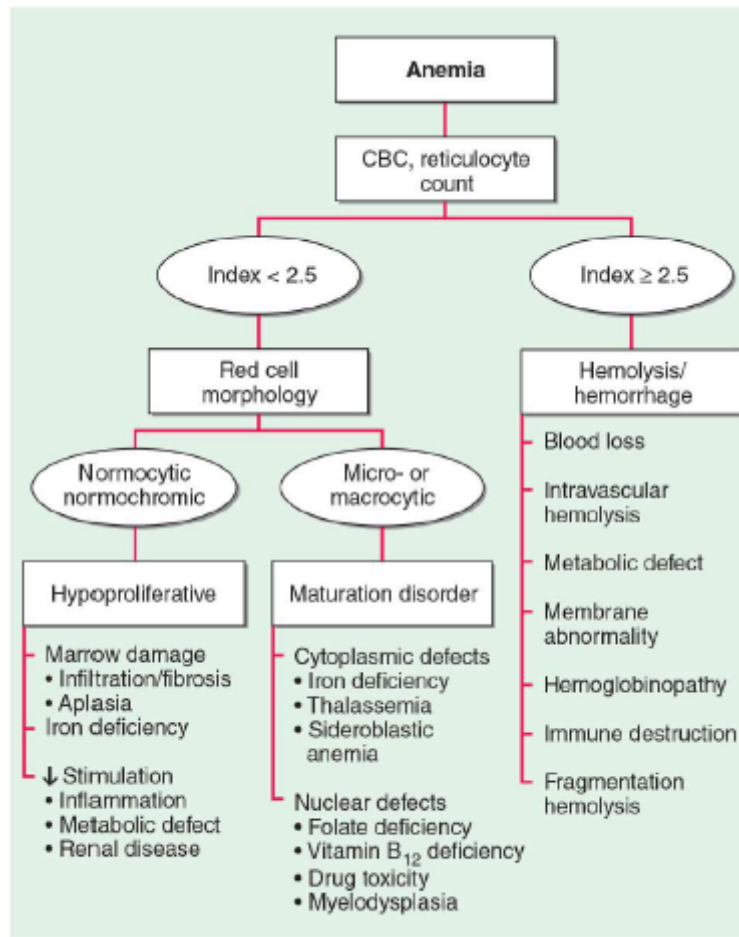 Anemia
CBC, reticulocyte
count
Index < 2.5
Index ≥ 2.5
Red cell
morphology
Hemolysis/
hemorrhage
Normocytic
normochromic
Micro- or
macrocytic
Hypoproliferative
Maturation disorder
Marrow damage
• Infiltration/fibrosis
• Aplasia
Iron deficiency
↓ Stimulation
• Inflammation
• Metabolic defect
• Renal disease
Cytoplasmic defects
• Iron deficiency
• Thalassemia
• Sideroblastic
anemia
Nuclear defects
• Folate deficiency
• Vitamin B₁₂ deficiency
• Drug toxicity
• Myelodysplasia
Blood loss
Intravascular
hemolysis
Metabolic defect
Membrane
abnormality
Hemoglobinopathy
Immune destruction
Fragmentation
hemolysis